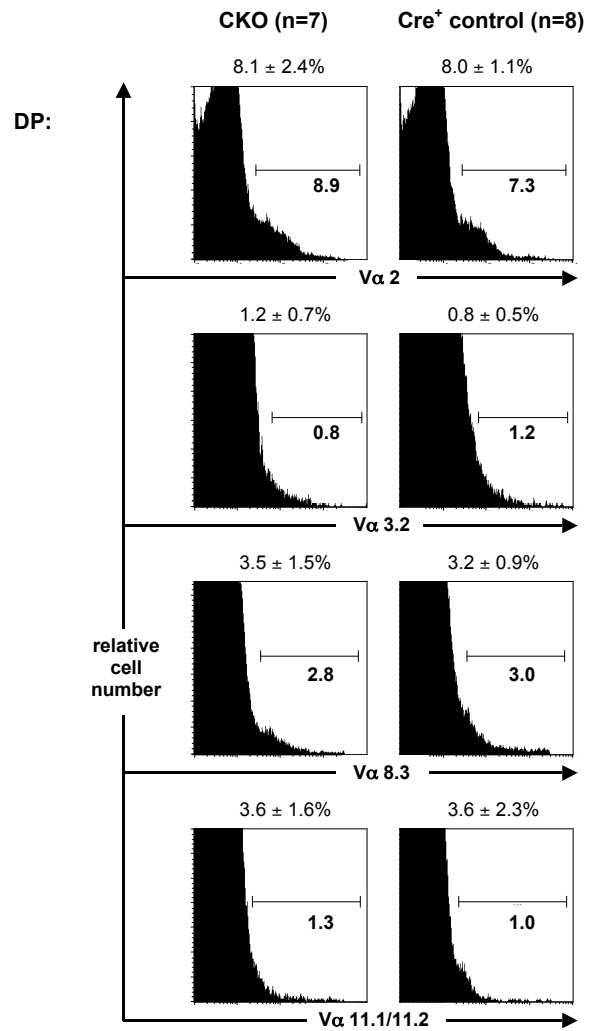 CKO (n=7) Cre⁺ control (n=8)
8.1 ± 2.4% 8.0 ± 1.1%
DP:
8.9 7.3
Vα 2
1.2 ± 0.7% 0.8 ± 0.5%
0.8 1.2
Vα 3.2
3.5 ± 1.5% 3.2 ± 0.9%
relative
cell
number
2.8 3.0
Vα 8.3
3.6 ± 1.6% 3.6 ± 2.3%
1.3 1.0
Vα 11.1/11.2